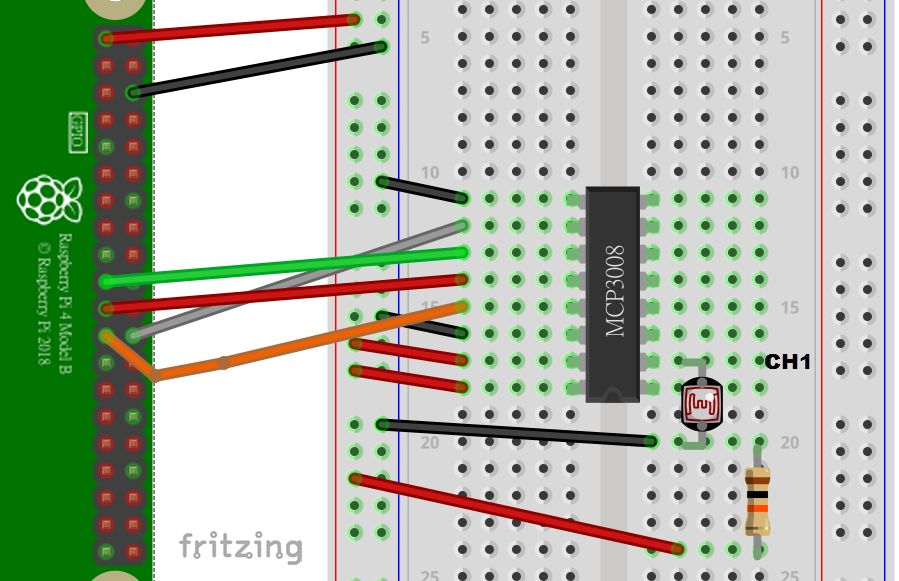 5
5
GPIO
10
10
Raspberry Pi 4 Model B
© Raspberry Pi 2018
MCP3008
15
15
CH1
20
20
fritzing
25
25